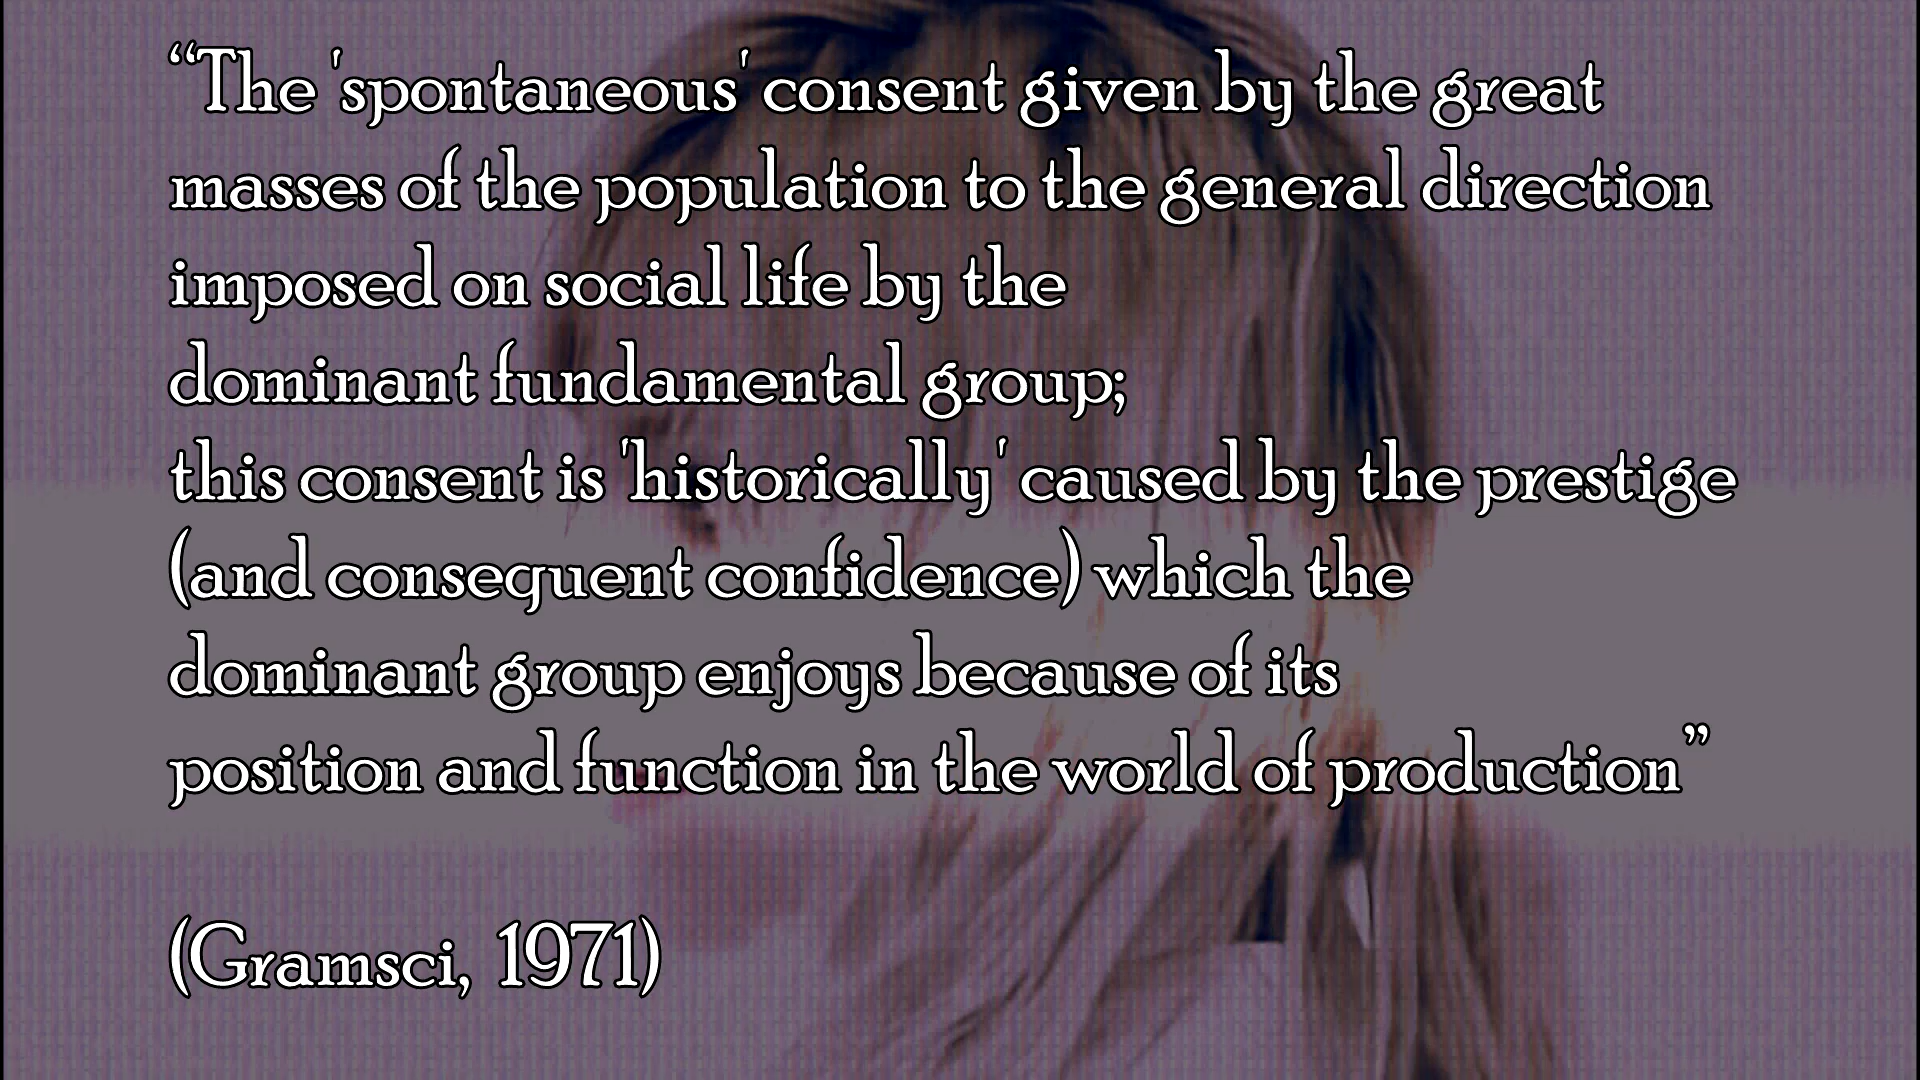 “The 'spontaneous' consent given by the great
masses of the population to the general direction
imposed on social life by the
dominant fundamental group;
this consent is 'historically' caused by the prestige
(and consequent confidence) which the
dominant group enjoys because of its
position and function in the world of production”
(Gramsci, 1971)